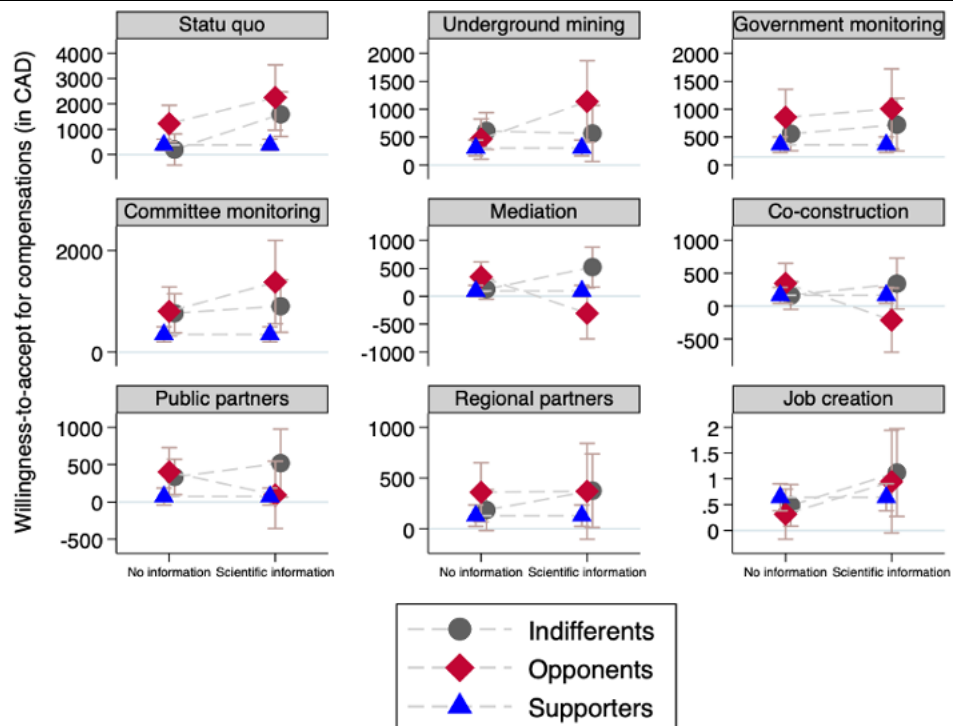 Willingness-to-accept for compensations (in CAD)
Statu quo
4000
3000
2000
1000
0
Underground mining
2000
1500
1000
500
0
Government monitoring
2000
1500
1000
500
0
Committee monitoring
2000
0
Mediation
1000
500
0
-500
-1000
Co-construction
1000
500
0
-500
Public partners
1000
500
0
-500
No information Scientific information
Regional partners
1000
500
0
No information Scientific information
Job creation
2
1.5
1
.5
0
No information Scientific information
Indifferents
Opponents
Supporters